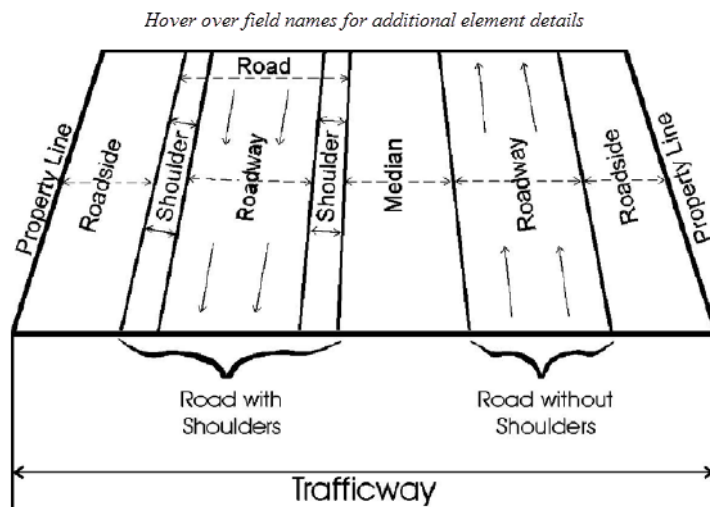 Hover over field names for additional element details
Road
Property Line
Roadside
Shoulder
Roadway
Shoulder
Median
Roadway
Roadside
Property Line
Road with
Shoulders
Road without
Shoulders
Trafficway